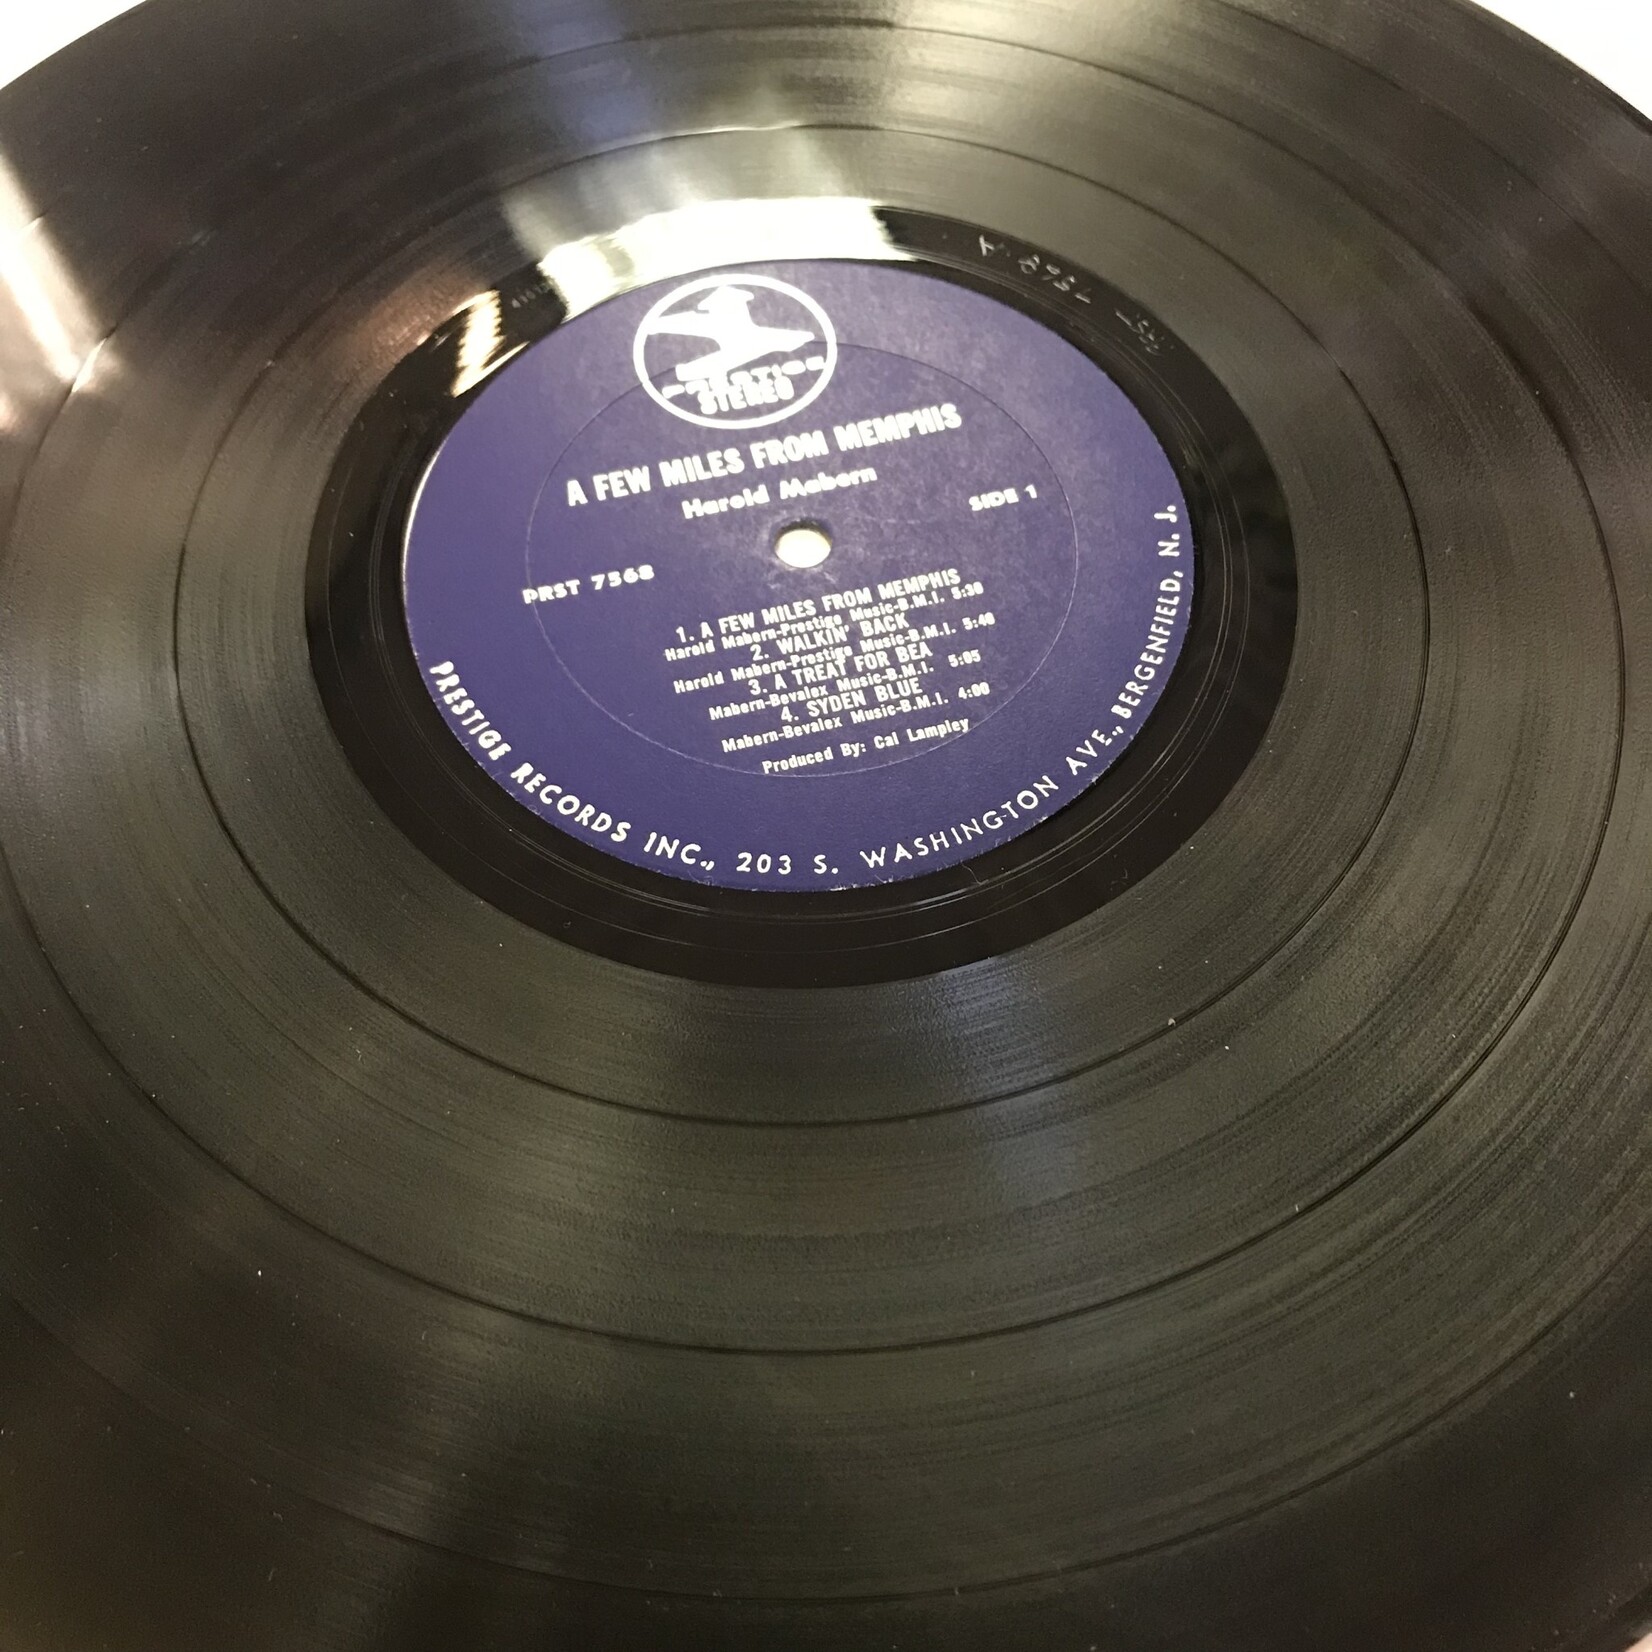 PRESTIGE
STEREO
A FEW MILES FROM MEMPHIS
Harold Mabern
SIDE 1
PRST 7568
1. A FEW MILES FROM MEMPHIS
Harold Mabern-Prestige Music-B.M.I. 5:30
2. WALKIN' BACK
Harold Mabern-Prestige Music-B.M.I. 5:40
3. A TREAT FOR BEA
Mabern-Bevalex Music-B.M.I. 5:05
4. SYDEN BLUE
Mabern-Bevalex Music-B.M.I. 4:00
Produced By: Cal Lampley
PRESTIGE RECORDS INC., 203 S. WASHINGTON AVE., BERGENFIELD, N. J.
7568 A